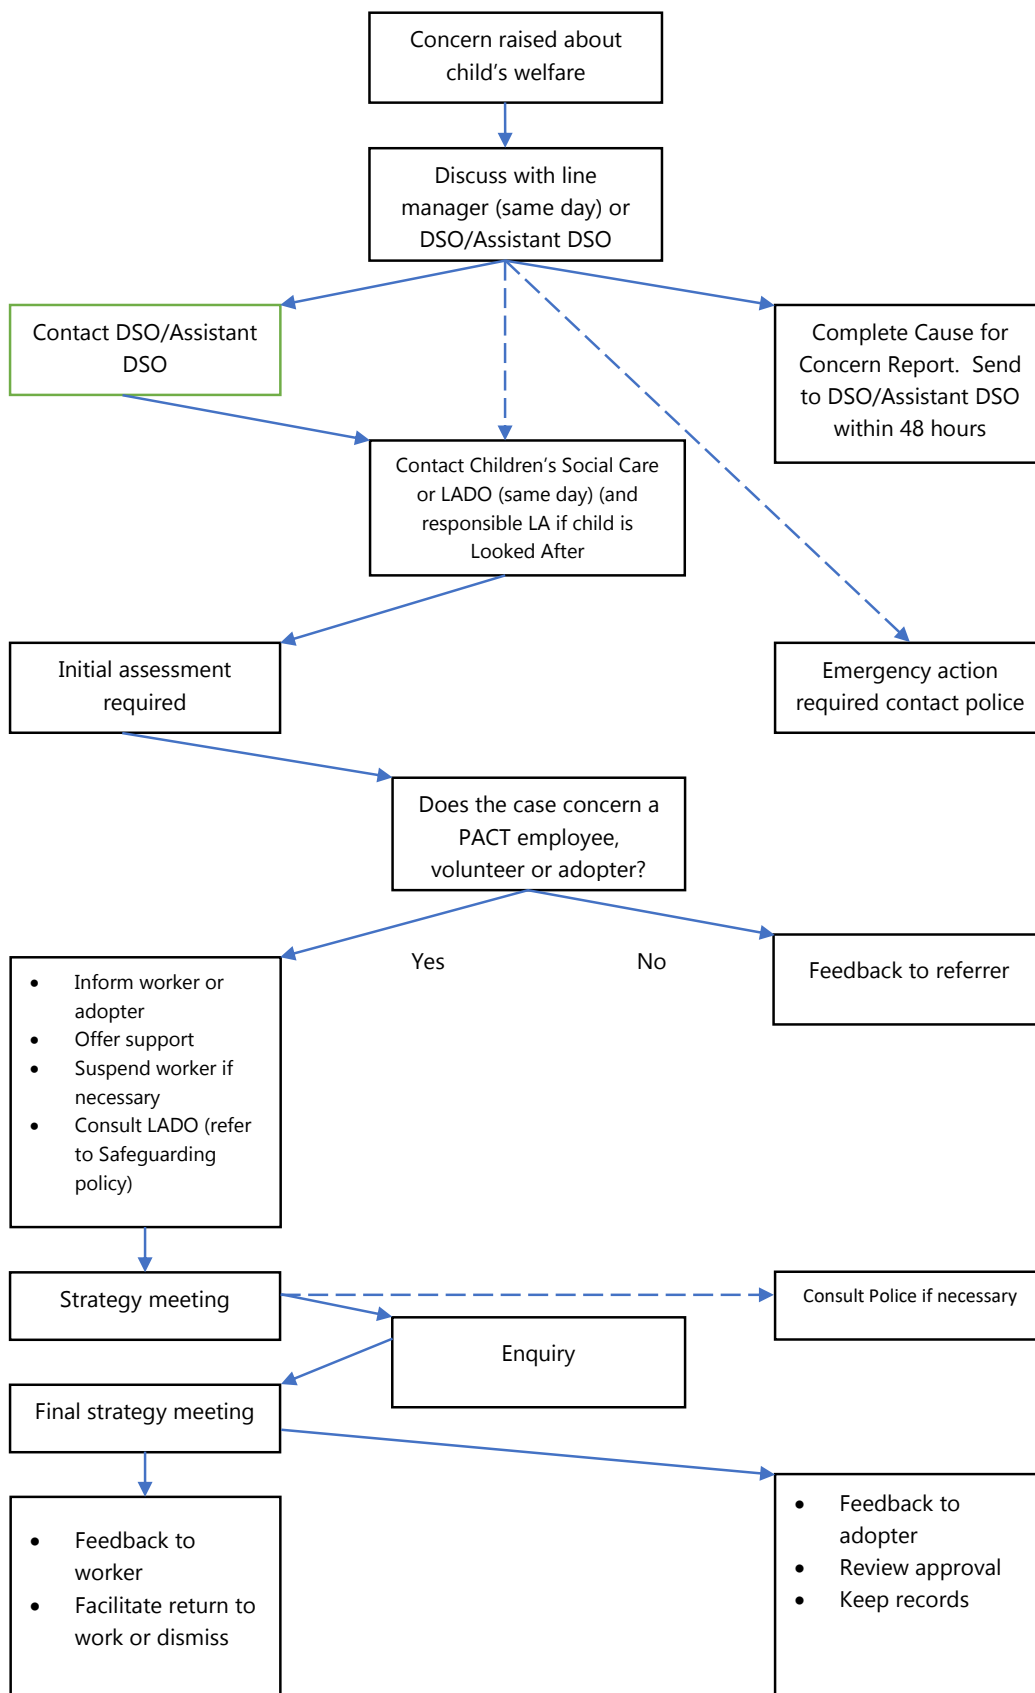 Concern raised about
child's welfare
Discuss with line
manager (same day) or
DSO/Assistant DSO
Contact DSO/Assistant
DSO
Complete Cause for
Concern Report.  Send
to DSO/Assistant DSO
within 48 hours
Contact Children's Social Care
or LADO (same day) (and
responsible LA if child is
Looked After
Initial assessment
required
Emergency action
required contact police
Does the case concern a
PACT employee,
volunteer or adopter?
Yes
No
• Inform worker or
adopter
• Offer support
• Suspend worker if
necessary
• Consult LADO (refer
to Safeguarding
policy)
Feedback to referrer
Strategy meeting
Consult Police if necessary
Enquiry
Final strategy meeting
• Feedback to
worker
• Facilitate return to
work or dismiss
• Feedback to
adopter
• Review approval
• Keep records